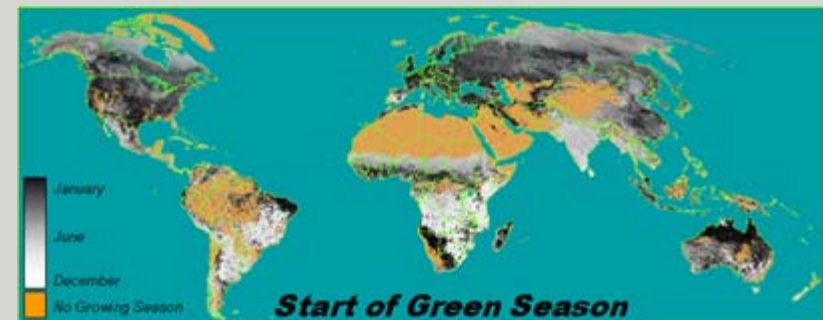 January
June
December
No Growing Season
Start of Green Season